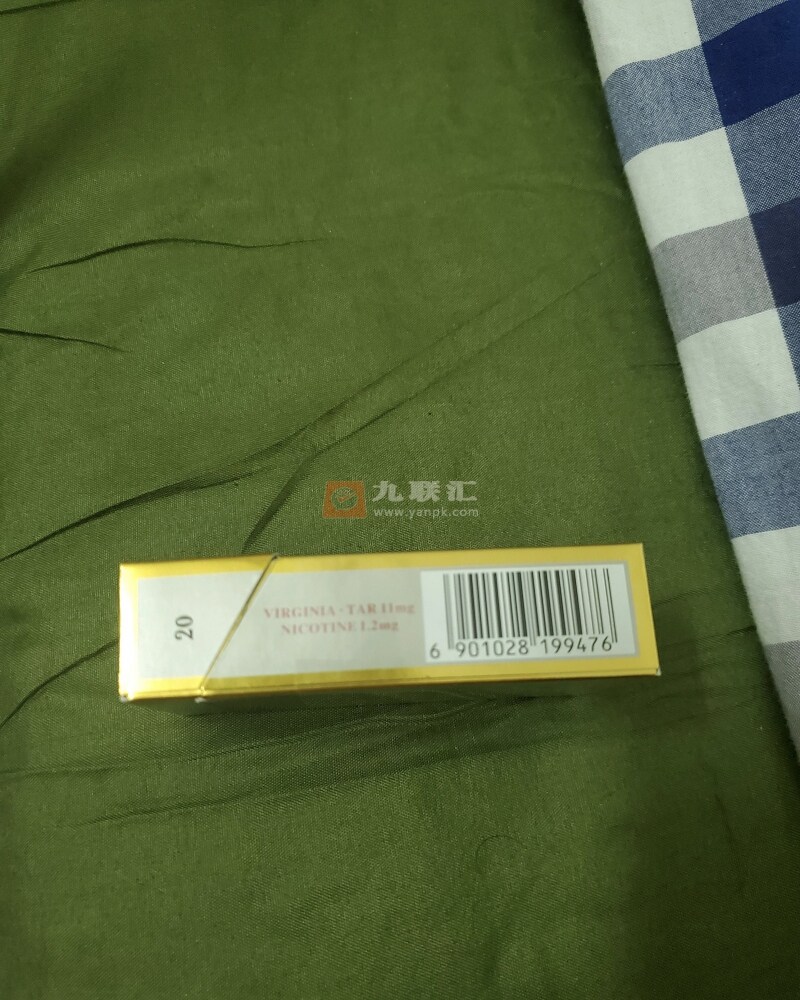 九联汇
www.yanpk.com
20
VIRGINIA · TAR 11mg
NICOTINE 1.2mg
6 901028 199476